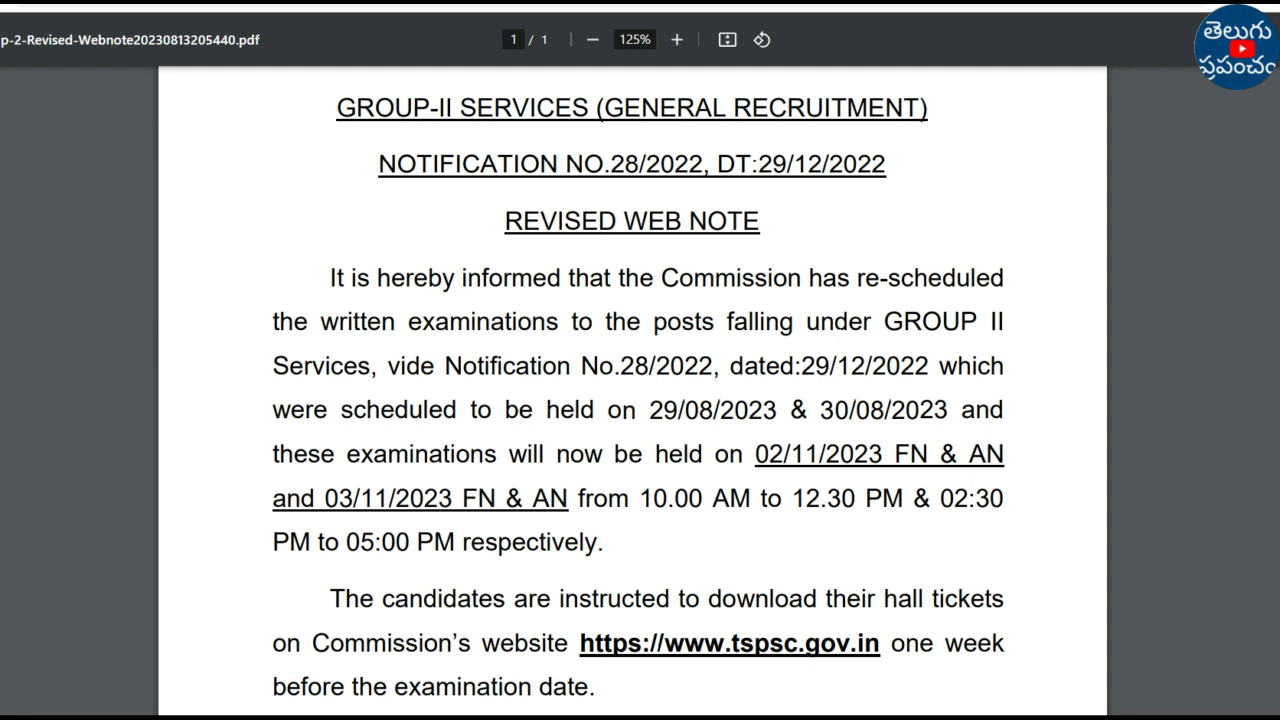 p-2-Revised-Webnote20230813205440.pdf
1 / 1
125%
తెలుగు
ప్రపంచం
GROUP-II SERVICES (GENERAL RECRUITMENT)
NOTIFICATION NO.28/2022, DT:29/12/2022
REVISED WEB NOTE
It is hereby informed that the Commission has re-scheduled
the written examinations to the posts falling under GROUP II
Services, vide Notification No.28/2022, dated:29/12/2022 which
were scheduled to be held on 29/08/2023 & 30/08/2023 and
these examinations will now be held on 02/11/2023 FN & AN
and 03/11/2023 FN & AN from 10.00 AM to 12.30 PM & 02:30
PM to 05:00 PM respectively.
The candidates are instructed to download their hall tickets
on Commission’s website https://www.tspsc.gov.in one week
before the examination date.